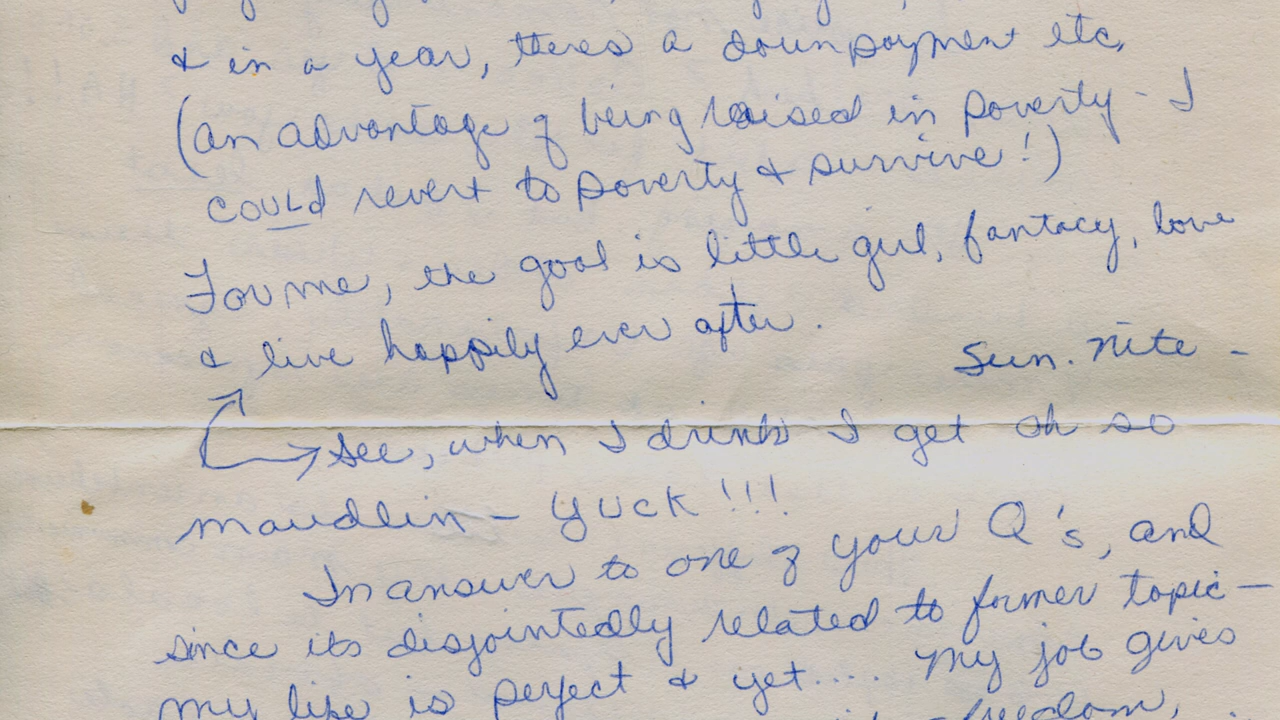 & in a year, theres a downpayment etc.
(an advantage of being raised in poverty - I
could revert to poverty & survive!)
For me, the goal is little girl, fantacy, love
& live happily ever after.
Sun. Nite -
See, when I drink I get oh so
maudlin - YUCK!!!
In answer to one of your Q's, and
since its disjointedly related to former topic -
my life is perfect & yet.... My job gives
freedom,